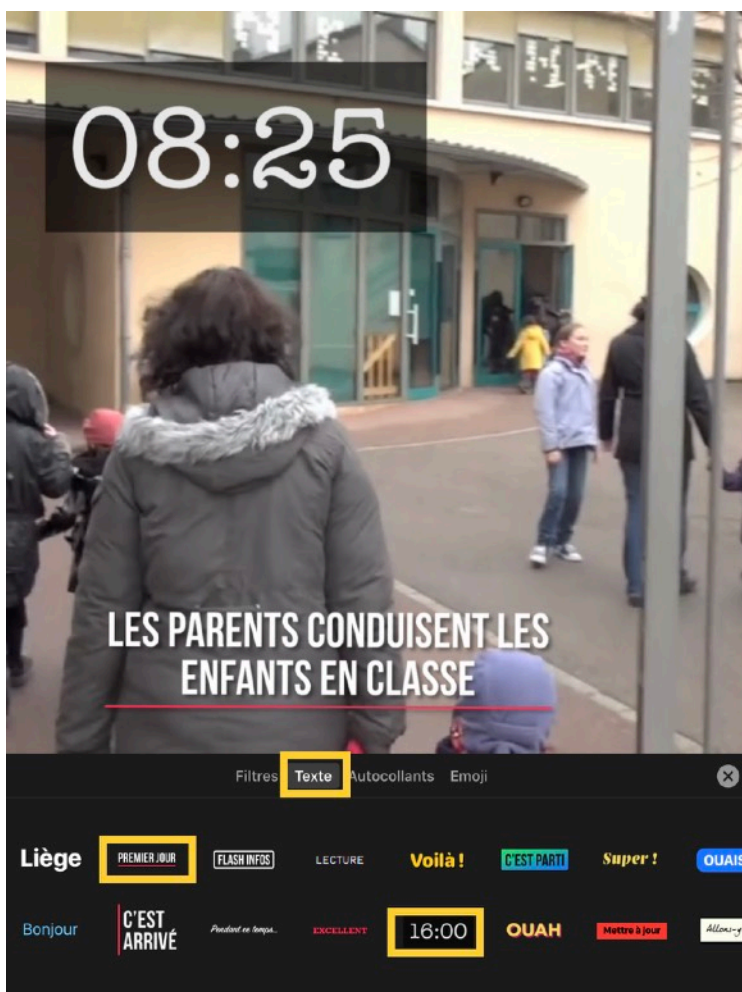 08:25
LES PARENTS CONDUISENT LES
ENFANTS EN CLASSE
Filtres Texte Autocollants Emoji
Liège PREMIER JOUR FLASH INFOS LECTURE Voilà ! C'EST PARTI Super ! OUAIS
Bonjour C'EST ARRIVÉ Pendant ce temps... EXCELLENT 16:00 OUAH Mettre à jour Allons-y